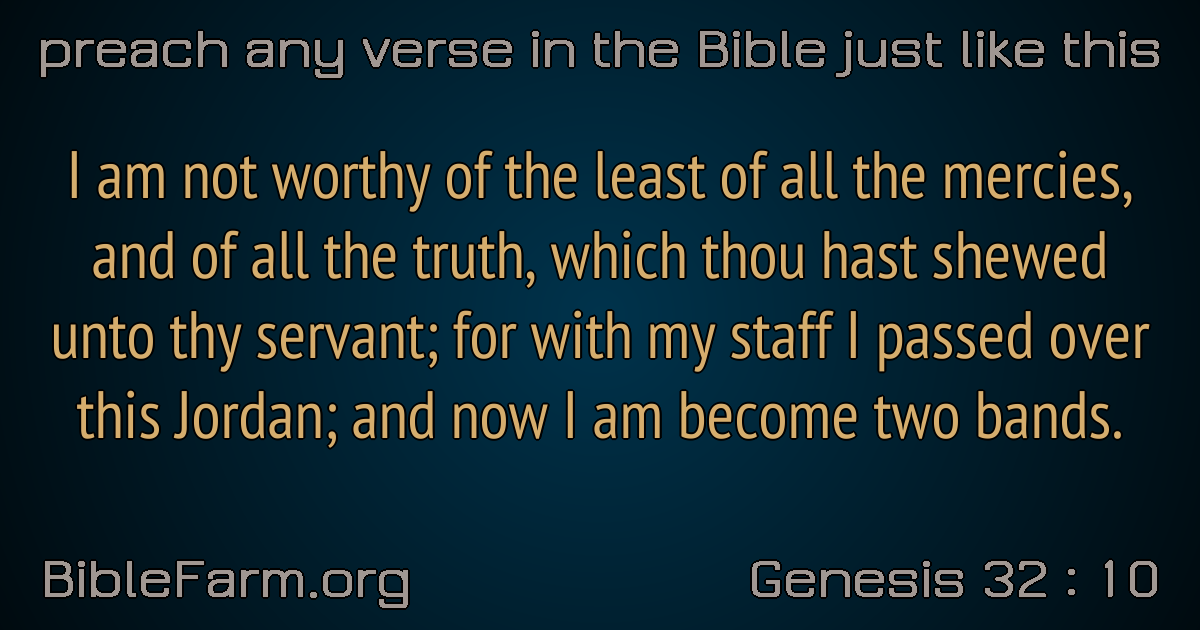 preach any verse in the Bible just like this
I am not worthy of the least of all the mercies,
and of all the truth, which thou hast shewed
unto thy servant; for with my staff I passed over
this Jordan; and now I am become two bands.
BibleFarm.org
Genesis 32 : 10